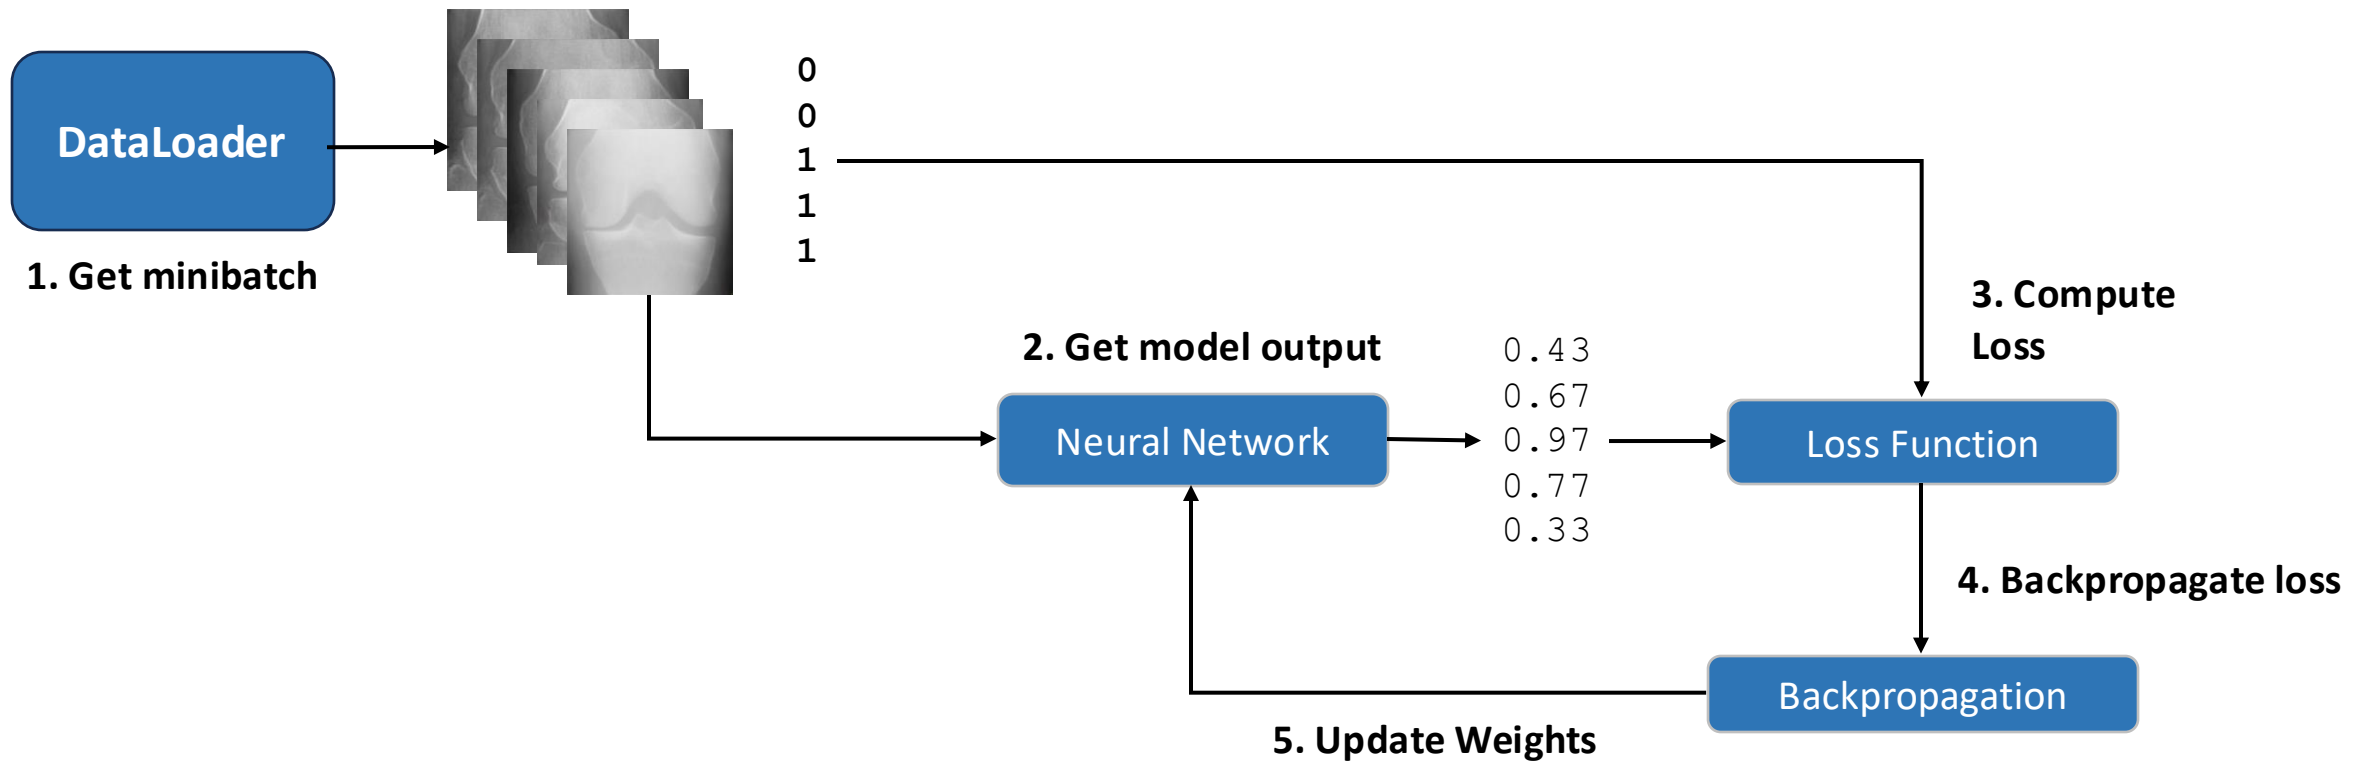 DataLoader
1. Get minibatch
0
0
1
1
1
2. Get model output
Neural Network
0.43
0.67
0.97
0.77
0.33
3. Compute
Loss
Loss Function
4. Backpropagate loss
Backpropagation
5. Update Weights